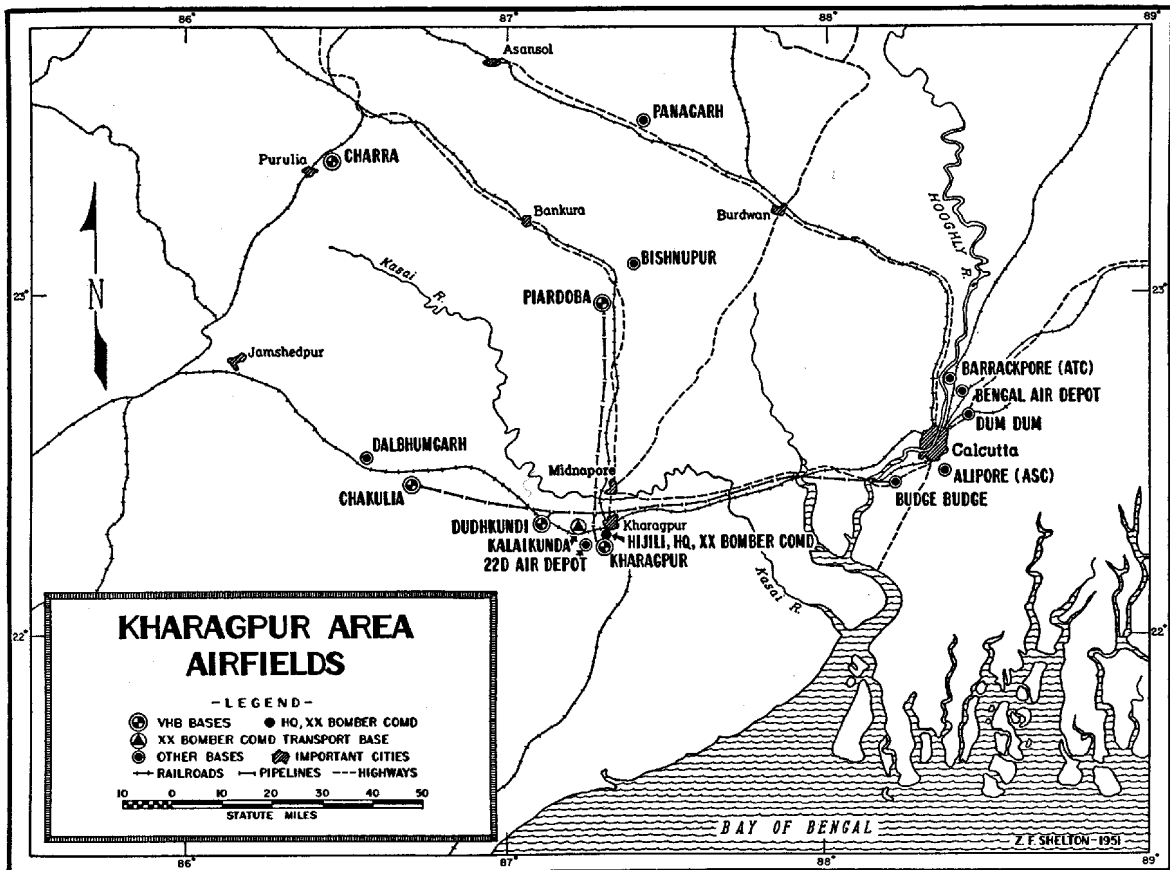 86°
87°
88°
89°
Asansol
PANAGARH
Purulia
CHARRA
Bankura
Burdwan
HOOGHLY R.
Kasai R.
BISHNUPUR
23°
23°
PIARDOBA
N
Jamshedpur
BARRACKPORE (ATC)
BENGAL AIR DEPOT
DUM DUM
DALBHUMGARH
Calcutta
Midnapore
ALIPORE (ASC)
CHAKULIA
BUDGE BUDGE
DUDHKUNDI
Kharagpur
KALAIKUNDA
HIJILI, HQ, XX BOMBER COMD
22D AIR DEPOT
KHARAGPUR
Kasai R.
22°
22°
KHARAGPUR AREA
AIRFIELDS
-LEGEND-
VHB BASES HQ, XX BOMBER COMD
XX BOMBER COMD TRANSPORT BASE
OTHER BASES IMPORTANT CITIES
RAILROADS PIPELINES HIGHWAYS
10 0 10 20 30 40 50
STATUTE MILES
BAY OF BENGAL
Z. F. SHELTON-1951
86°
87°
88°
89°